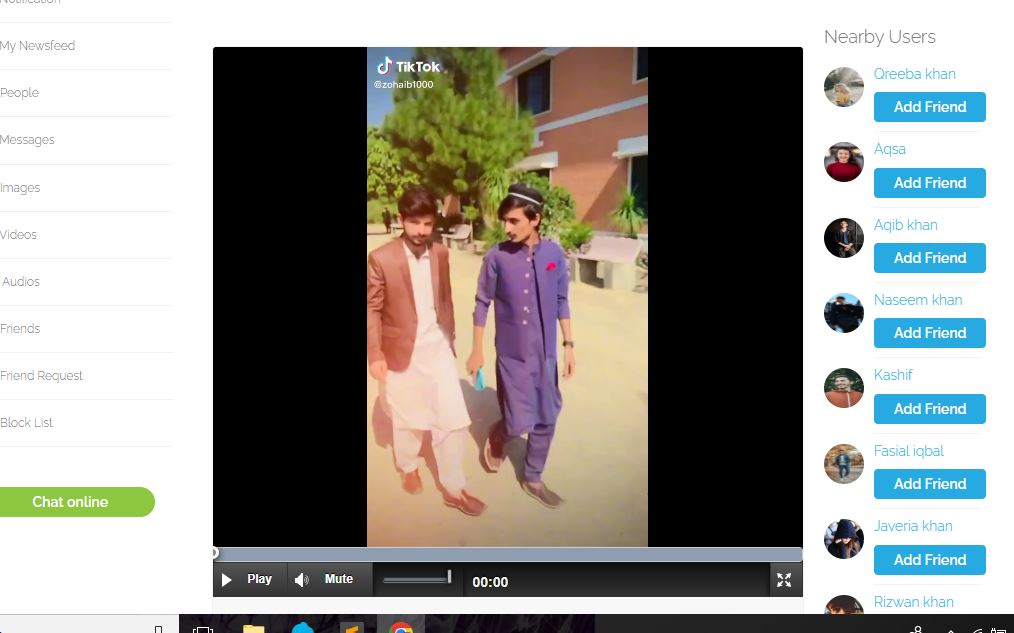 Notification
My Newsfeed
People
Messages
Images
Videos
Audios
Friends
Friend Request
Block List
Chat online
TikTok
@zohaib1000
Play
Mute
00:00
Nearby Users
Qreeba khan
Add Friend
Aqsa
Add Friend
Aqib khan
Add Friend
Naseem khan
Add Friend
Kashif
Add Friend
Fasial iqbal
Add Friend
Javeria khan
Add Friend
Rizwan khan